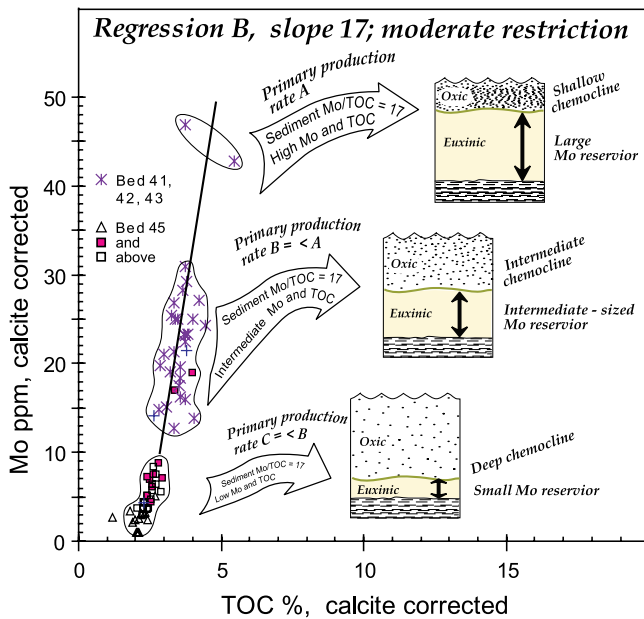 Regression B, slope 17; moderate restriction
Mo ppm, calcite corrected
50
40
30
20
10
0
0
5
10
15
TOC %, calcite corrected
Bed 41,
42, 43
Bed 45
and
above
Primary production
rate A
Sediment Mo/TOC = 17
High Mo and TOC
Oxic
Euxinic
Shallow
chemocline
Large
Mo reservior
Primary production
rate B = < A
Sediment Mo/TOC = 17
Intermediate Mo and TOC
Oxic
Euxinic
Intermediate
chemocline
Intermediate - sized
Mo reservior
Primary production
rate C = < B
Sediment Mo/TOC = 17
Low Mo and TOC
Oxic
Euxinic
Deep chemocline
Small Mo reservior